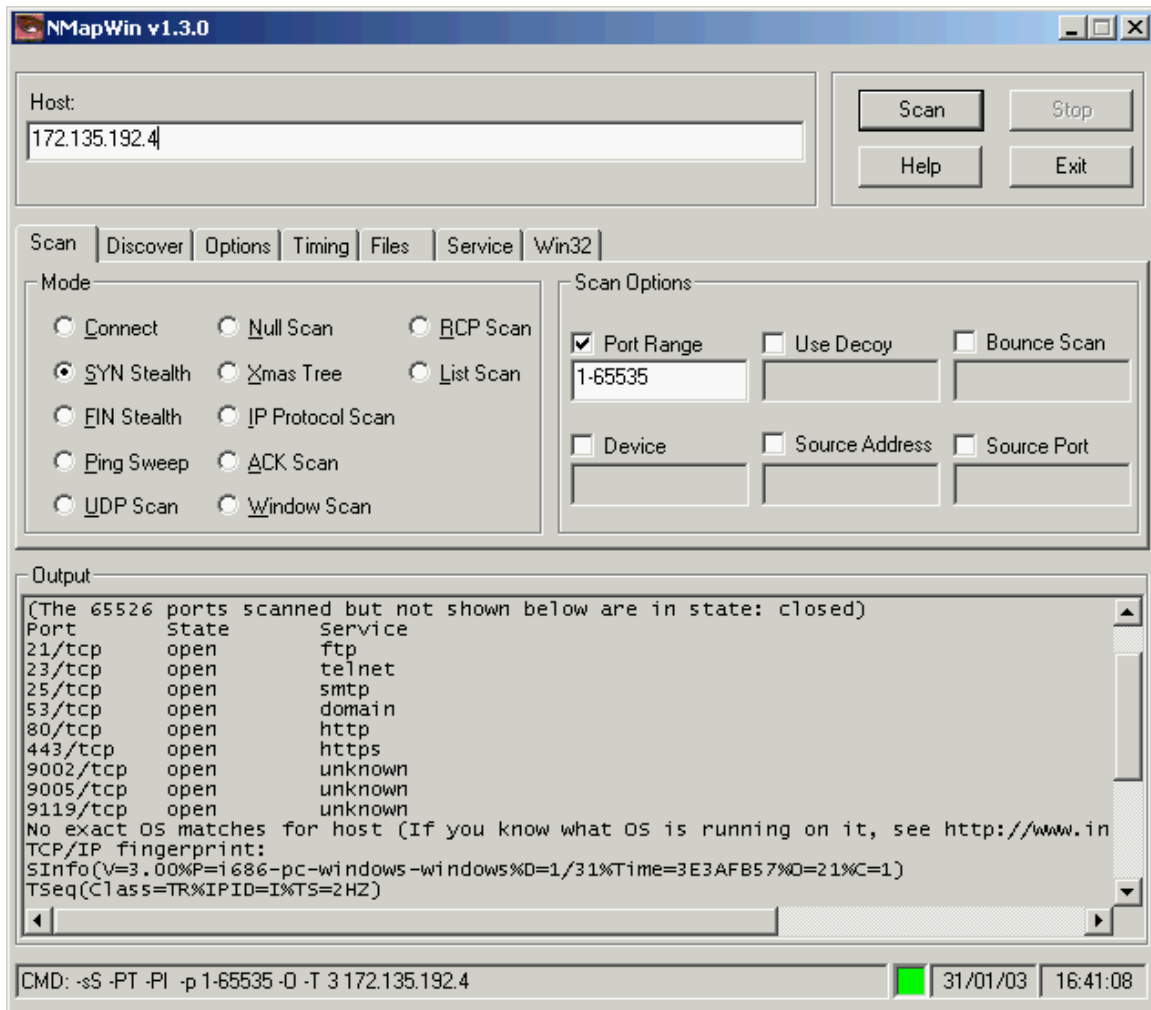 NMapWin v1.3.0
Host:
172.135.192.4
Scan
Stop
Help
Exit
Scan Discover Options Timing Files Service Win32
Mode
Connect
Null Scan
RCP Scan
SYN Stealth
Xmas Tree
List Scan
FIN Stealth
IP Protocol Scan
Ping Sweep
ACK Scan
UDP Scan
Window Scan
Scan Options
Port Range
Use Decoy
Bounce Scan
1-65535
Device
Source Address
Source Port
Output
(The 65526 ports scanned but not shown below are in state: closed)
Port State Service
21/tcp open ftp
23/tcp open telnet
25/tcp open smtp
53/tcp open domain
80/tcp open http
443/tcp open https
9002/tcp open unknown
9005/tcp open unknown
9119/tcp open unknown
No exact OS matches for host (If you know what OS is running on it, see http://www.in
TCP/IP fingerprint:
SInfo(V=3.00%P=i686-pc-windows-windows%D=1/31%Time=3E3AFB57%O=21%C=1)
TSeq(Class=TR%IPID=I%TS=2HZ)
CMD: -sS -PT -PI -p 1-65535 -O -T 3 172.135.192.4
31/01/03
16:41:08